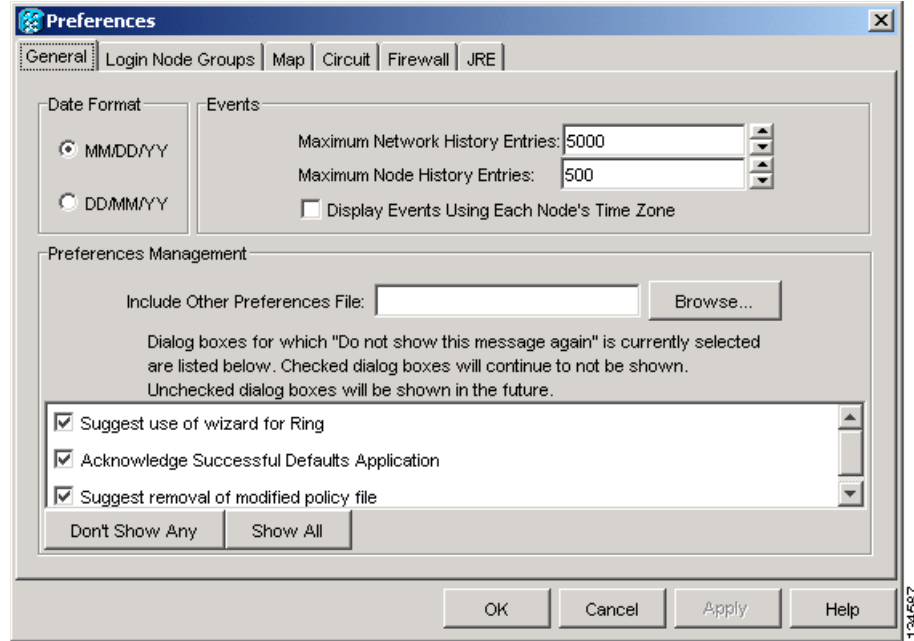 Preferences
General
Login Node Groups
Map
Circuit
Firewall
JRE
Date Format
MM/DD/YY
DD/MM/YY
Events
Maximum Network History Entries: 5000
Maximum Node History Entries: 500
Display Events Using Each Node's Time Zone
Preferences Management
Include Other Preferences File:
Browse...
Dialog boxes for which "Do not show this message again" is currently selected
are listed below. Checked dialog boxes will continue to not be shown.
Unchecked dialog boxes will be shown in the future.
Suggest use of wizard for Ring
Acknowledge Successful Defaults Application
Suggest removal of modified policy file
Don't Show Any
Show All
OK
Cancel
Apply
Help
134587